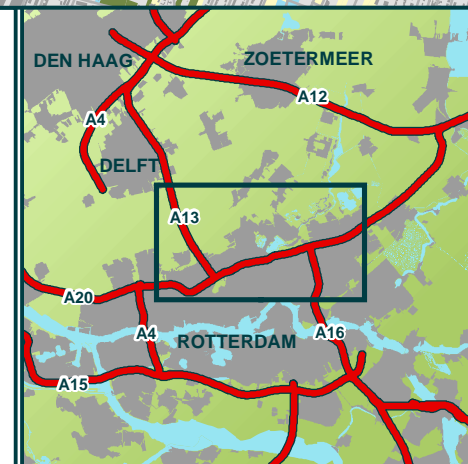 DEN HAAG
ZOETERMEER
A12
A4
DELFT
A13
A20
A4
A16
ROTTERDAM
A15